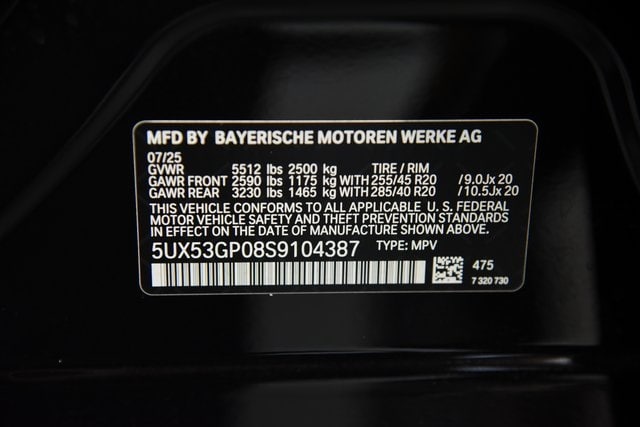 MFD BY BAYERISCHE MOTOREN WERKE AG
07/25
GVWR 5512 lbs 2500 kg TIRE / RIM
GAWR FRONT 2590 lbs 1175 kg WITH 255/45 R20 /9.0Jx 20
GAWR REAR 3230 lbs 1465 kg WITH 285/40 R20 /10.5Jx 20
THIS VEHICLE CONFORMS TO ALL APPLICABLE U. S. FEDERAL
MOTOR VEHICLE SAFETY AND THEFT PREVENTION STANDARDS
IN EFFECT ON THE DATE OF MANUFACTURE SHOWN ABOVE.
5UX53GP08S9104387 TYPE: MPV
475
7 320 730